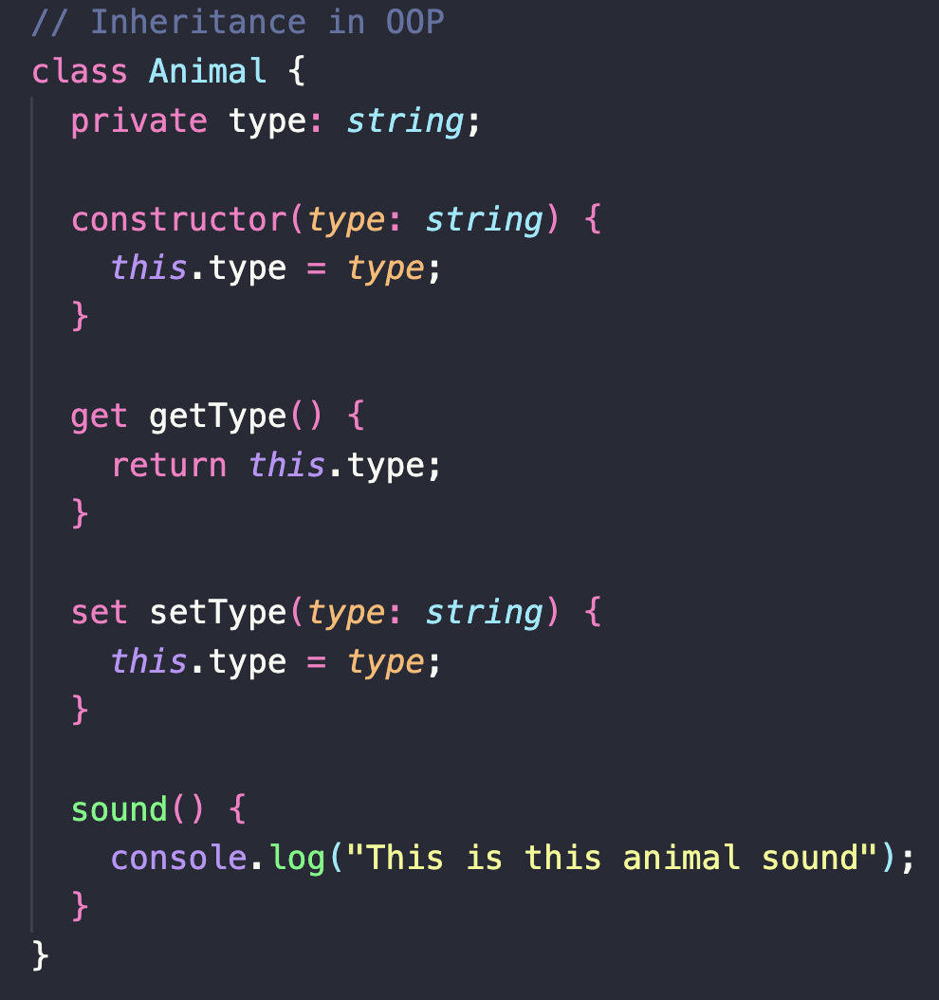 // Inheritance in OOP
class Animal {
  private type: string;

  constructor(type: string) {
    this.type = type;
  }

  get getType() {
    return this.type;
  }

  set setType(type: string) {
    this.type = type;
  }

  sound() {
    console.log("This is this animal sound");
  }
}